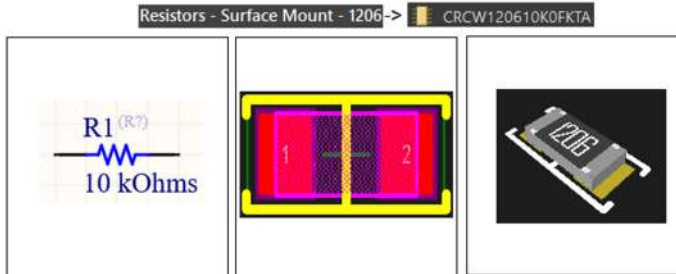 Resistors - Surface Mount - 1206 -> CRCW120610K0FKTA
R1 (R?)
10 kOhms
1 2
1206